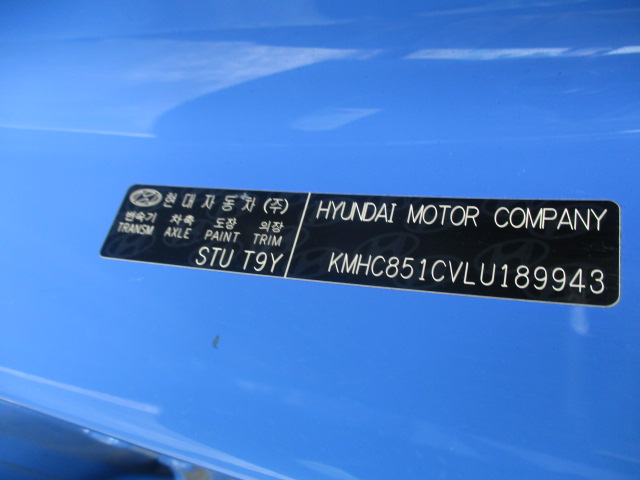 현대자동차(주)
변속기 차축 도장 의장
TRANSM AXLE PAINT TRIM
STU T9Y
HYUNDAI MOTOR COMPANY
KMHC851CVLU189943